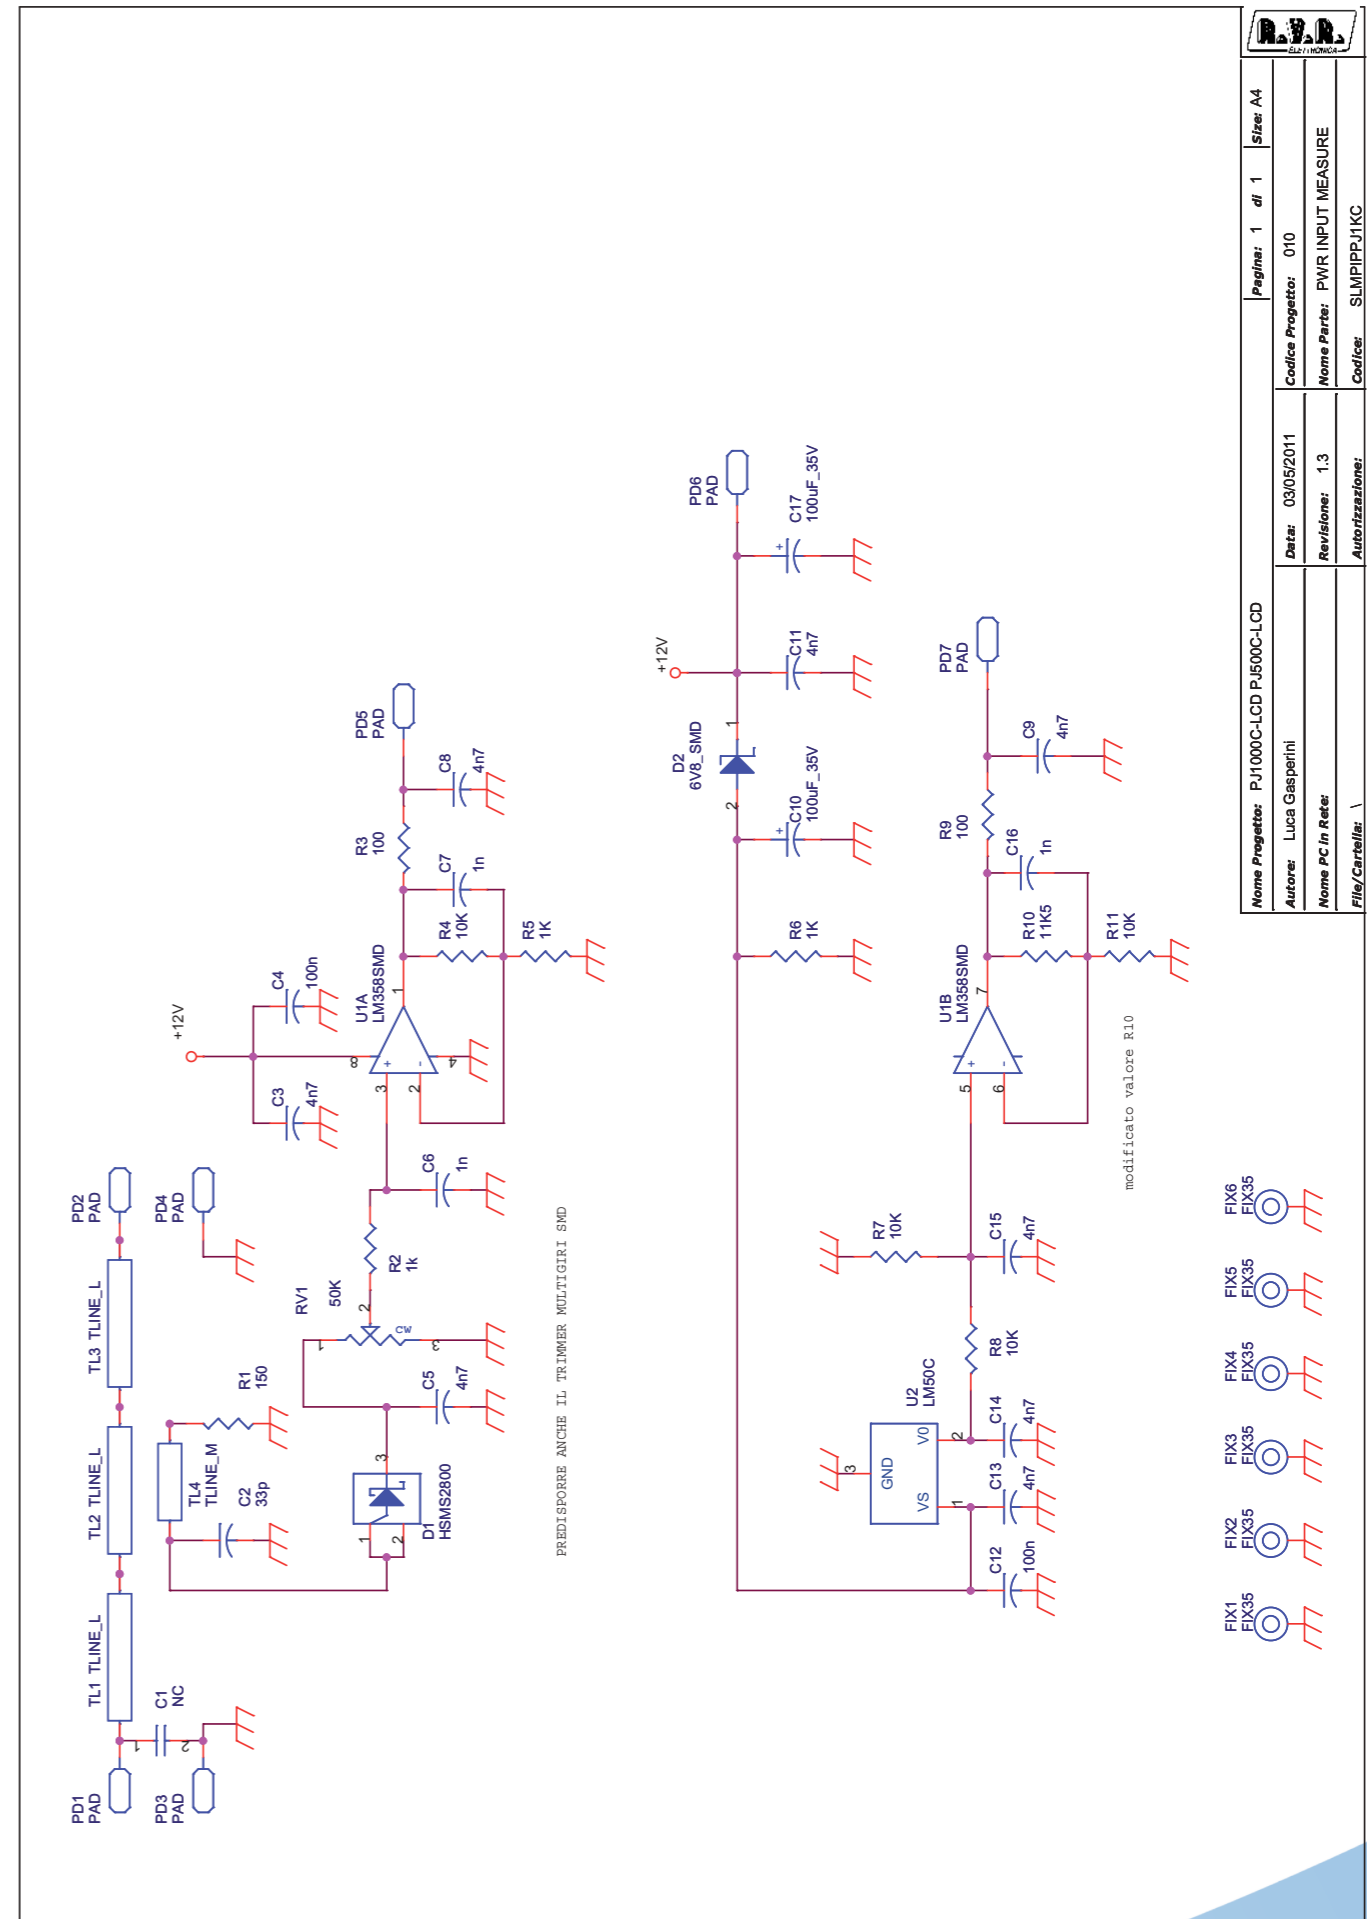 PD1
PAD
PD3
PAD
C1
NC
1
2
TL1 TLINE_L
TL2 TLINE_L
TL3 TLINE_L
PD2
PAD
PD4
PAD
TL4
TLINE_M
R1
150
C2
33p
D1
HSMS2800
1
2
3
C5
4n7
RV1
50K
1
2
3
CW
R2
1k
C6
1n
C3
4n7
+12V
C4
100n
U1A
LM358SMD
3
2
8
4
1
+
-
R4
10K
R5
1K
C7
1n
R3
100
C8
4n7
PD5
PAD
PREDISPORRE ANCHE IL TRIMMER MULTIGIRI SMD
R6
1K
C10
100uF_35V
+
D2
6V8_SMD
2
1
+12V
C11
4n7
C17
100uF_35V
+
PD6
PAD
C12
100n
C13
4n7
C14
4n7
U2
LM50C
VS
V0
GND
1
2
3
R8
10K
R7
10K
C15
4n7
U1B
LM358SMD
5
6
7
+
-
R10
11K5
R11
10K
C16
1n
R9
100
C9
4n7
PD7
PAD
modificato valore R10
FIX1
FIX35
FIX2
FIX35
FIX3
FIX35
FIX4
FIX35
FIX5
FIX35
FIX6
FIX35
Nome Progetto: PJ1000C-LCD PJ500C-LCD
Pagina: 1 di 1
Size: A4
Autore: Luca Gasperini
Data: 03/05/2011
Codice Progetto: 010
Nome PC in Rete:
Revisione: 1.3
Nome Parte: PWR INPUT MEASURE
File/Cartella: \
Autorizzazione:
Codice: SLMPIPPJ1KC
R.V.R.
ELETTRONICA